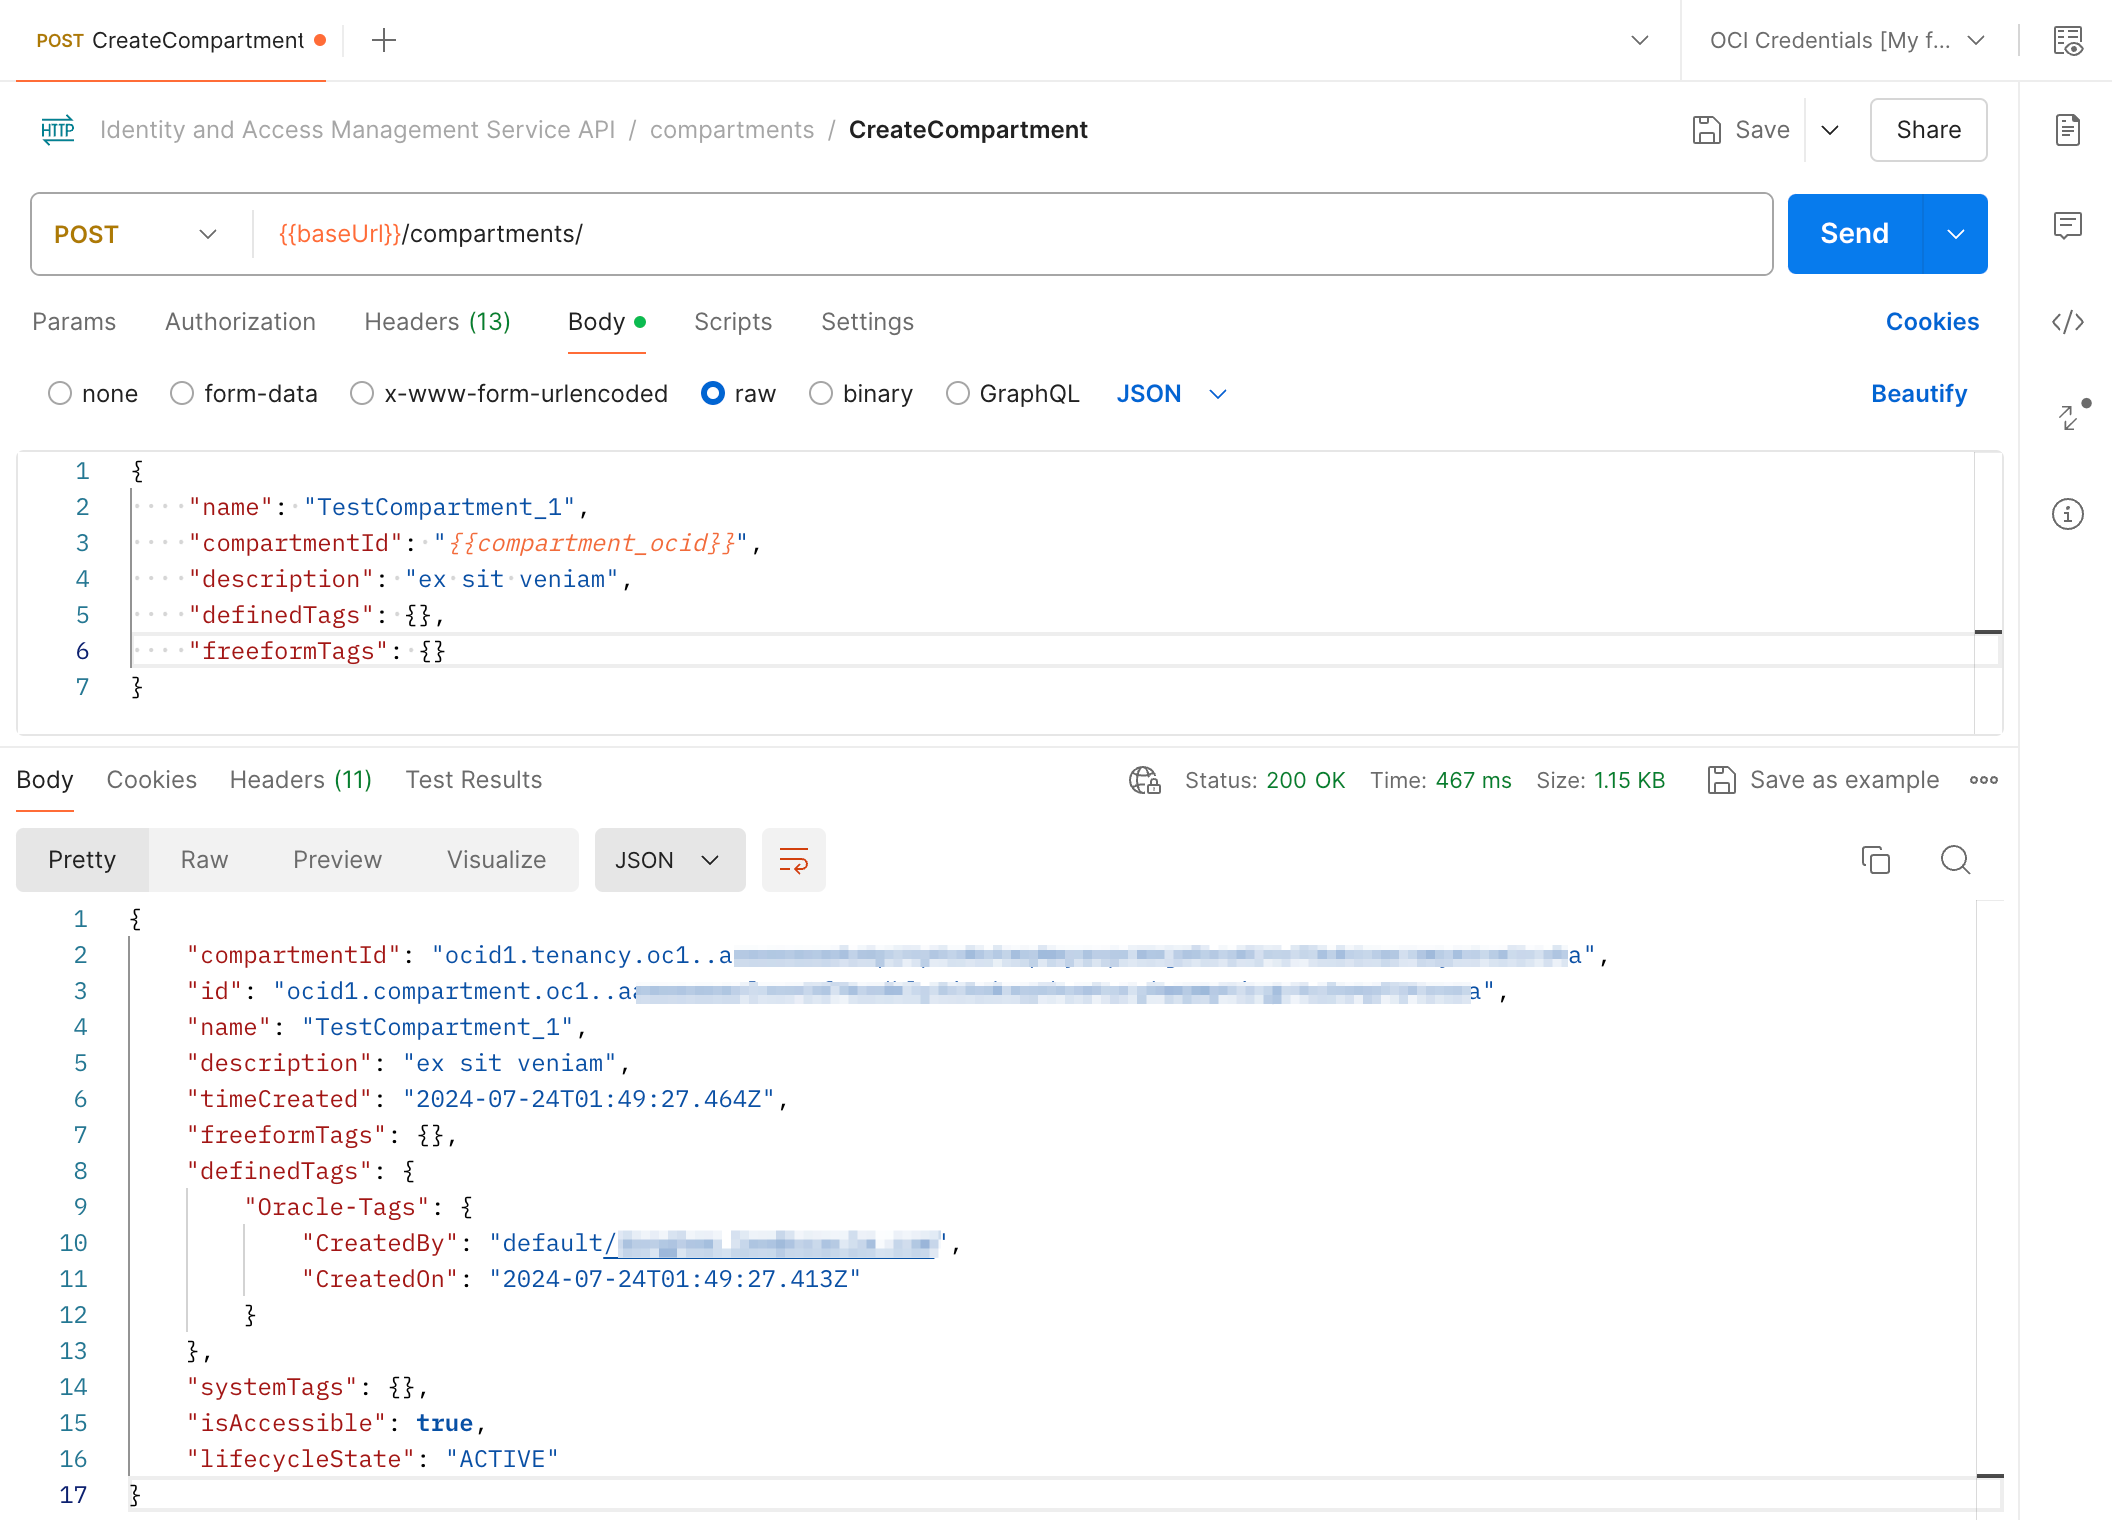 POST CreateCompartment
OCI Credentials [My f...
HTTP Identity and Access Management Service API / compartments / CreateCompartment
Save
Share
POST
{{baseUrl}}/compartments/
Send
Params Authorization Headers (13) Body Scripts Settings Cookies
none form-data x-www-form-urlencoded raw binary GraphQL JSON Beautify
1 {
2 "name": "TestCompartment_1",
3 "compartmentId": "{{compartment_ocid}}",
4 "description": "ex sit veniam",
5 "definedTags": {},
6 "freeformTags": {}
7 }
Body Cookies Headers (11) Test Results Status: 200 OK Time: 467 ms Size: 1.15 KB Save as example
Pretty Raw Preview Visualize JSON
1 {
2 "compartmentId": "ocid1.tenancy.oc1..a a",
3 "id": "ocid1.compartment.oc1..aa a",
4 "name": "TestCompartment_1",
5 "description": "ex sit veniam",
6 "timeCreated": "2024-07-24T01:49:27.464Z",
7 "freeformTags": {},
8 "definedTags": {
9 "Oracle-Tags": {
10 "CreatedBy": "default/ ",
11 "CreatedOn": "2024-07-24T01:49:27.413Z"
12 }
13 },
14 "systemTags": {},
15 "isAccessible": true,
16 "lifecycleState": "ACTIVE"
17 }